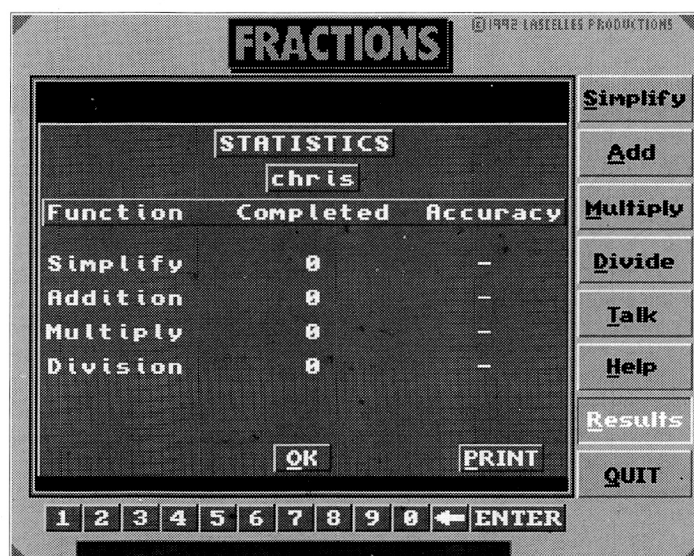 FRACTIONS
©1992 LASCELLES PRODUCTIONS
STATISTICS
chris
Function Completed Accuracy
Simplify 0 –
Addition 0 –
Multiply 0 –
Division 0 –
OK PRINT
Simplify
Add
Multiply
Divide
Talk
Help
Results
QUIT
1 2 3 4 5 6 7 8 9 0 ← ENTER